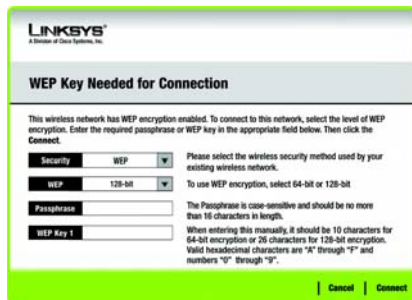 LINKSYS®
A Division of Cisco Systems, Inc.
WEP Key Needed for Connection
This wireless network has WEP encryption enabled. To connect to this network, select the level of WEP
encryption. Enter the required passphrase or WEP key in the appropriate field below. Then click the
Connect.
Security WEP Please select the wireless security method used by your
existing wireless network.
WEP 128-bit To use WEP encryption, select 64-bit or 128-bit
Passphrase The Passphrase is case-sensitive and should be no more
than 16 characters in length.
WEP Key 1 When entering this manually, it should be 10 characters for
64-bit encryption or 26 characters for 128-bit encryption.
Valid hexadecimal characters are "A" through "F" and
numbers "0" through "9".
Cancel Connect